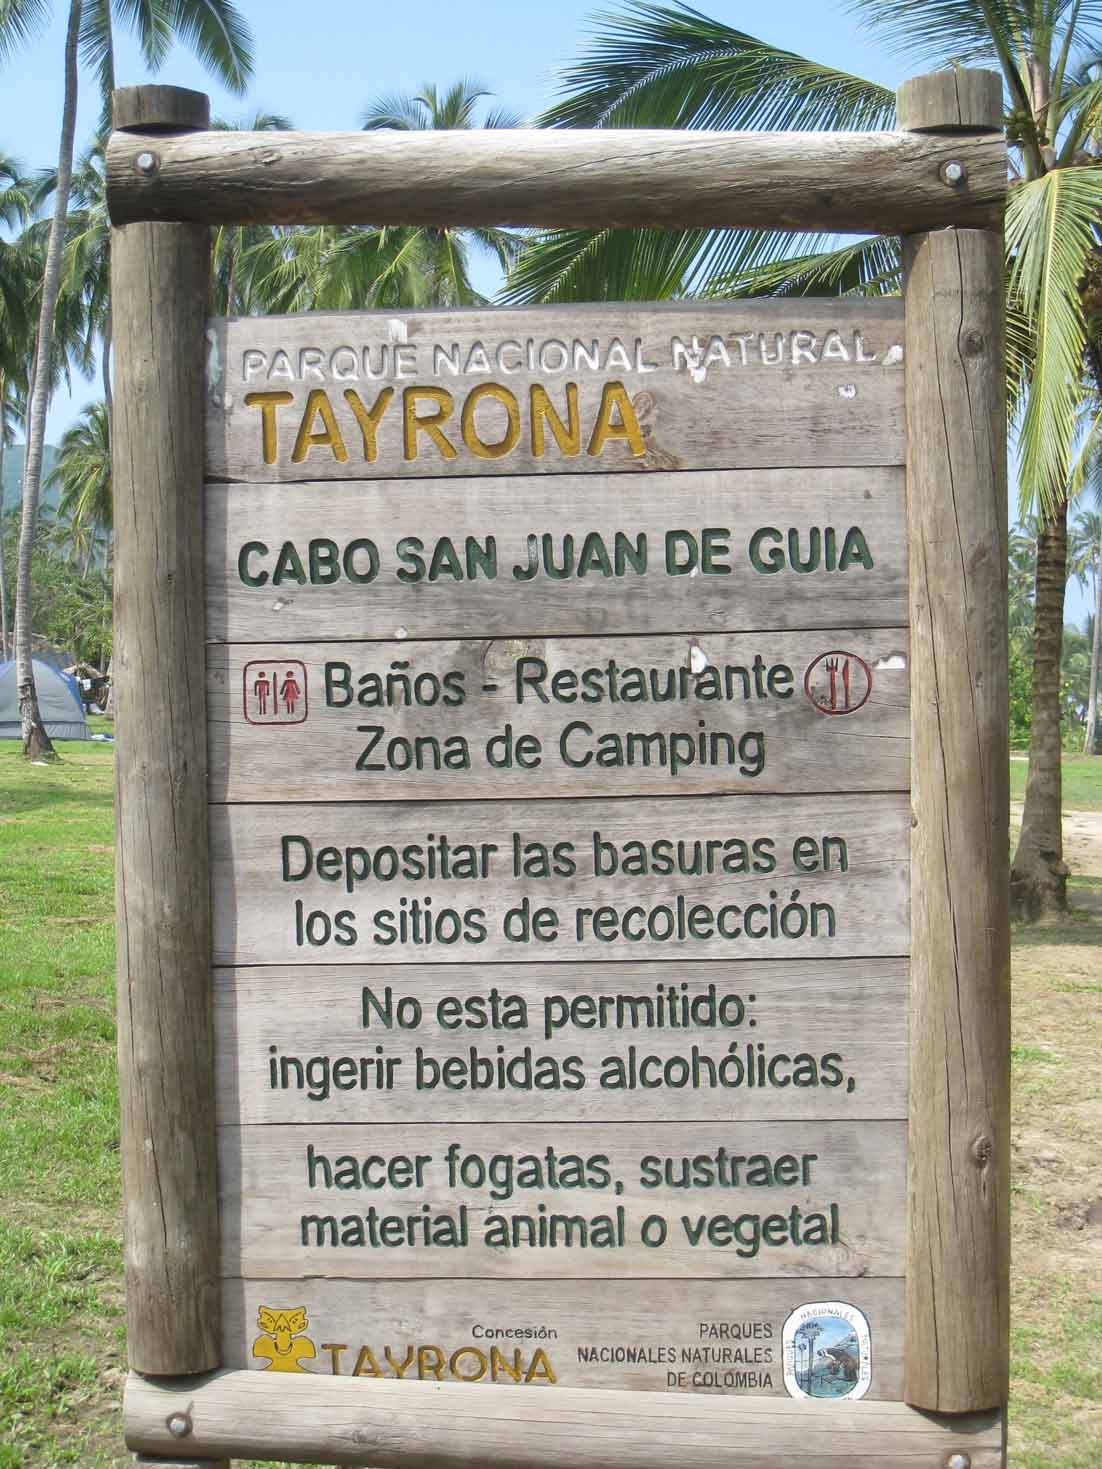 PARQUE NACIONAL NATURAL
TAYRONA
CABO SAN JUAN DE GUIA
Baños - Restaurante
Zona de Camping
Depositar las basuras en
los sitios de recolección
No esta permitido:
ingerir bebidas alcohólicas,
hacer fogatas, sustraer
material animal o vegetal
Concesión
TAYRONA
PARQUES
NACIONALES NATURALES
DE COLOMBIA
PARQUES NACIONALES